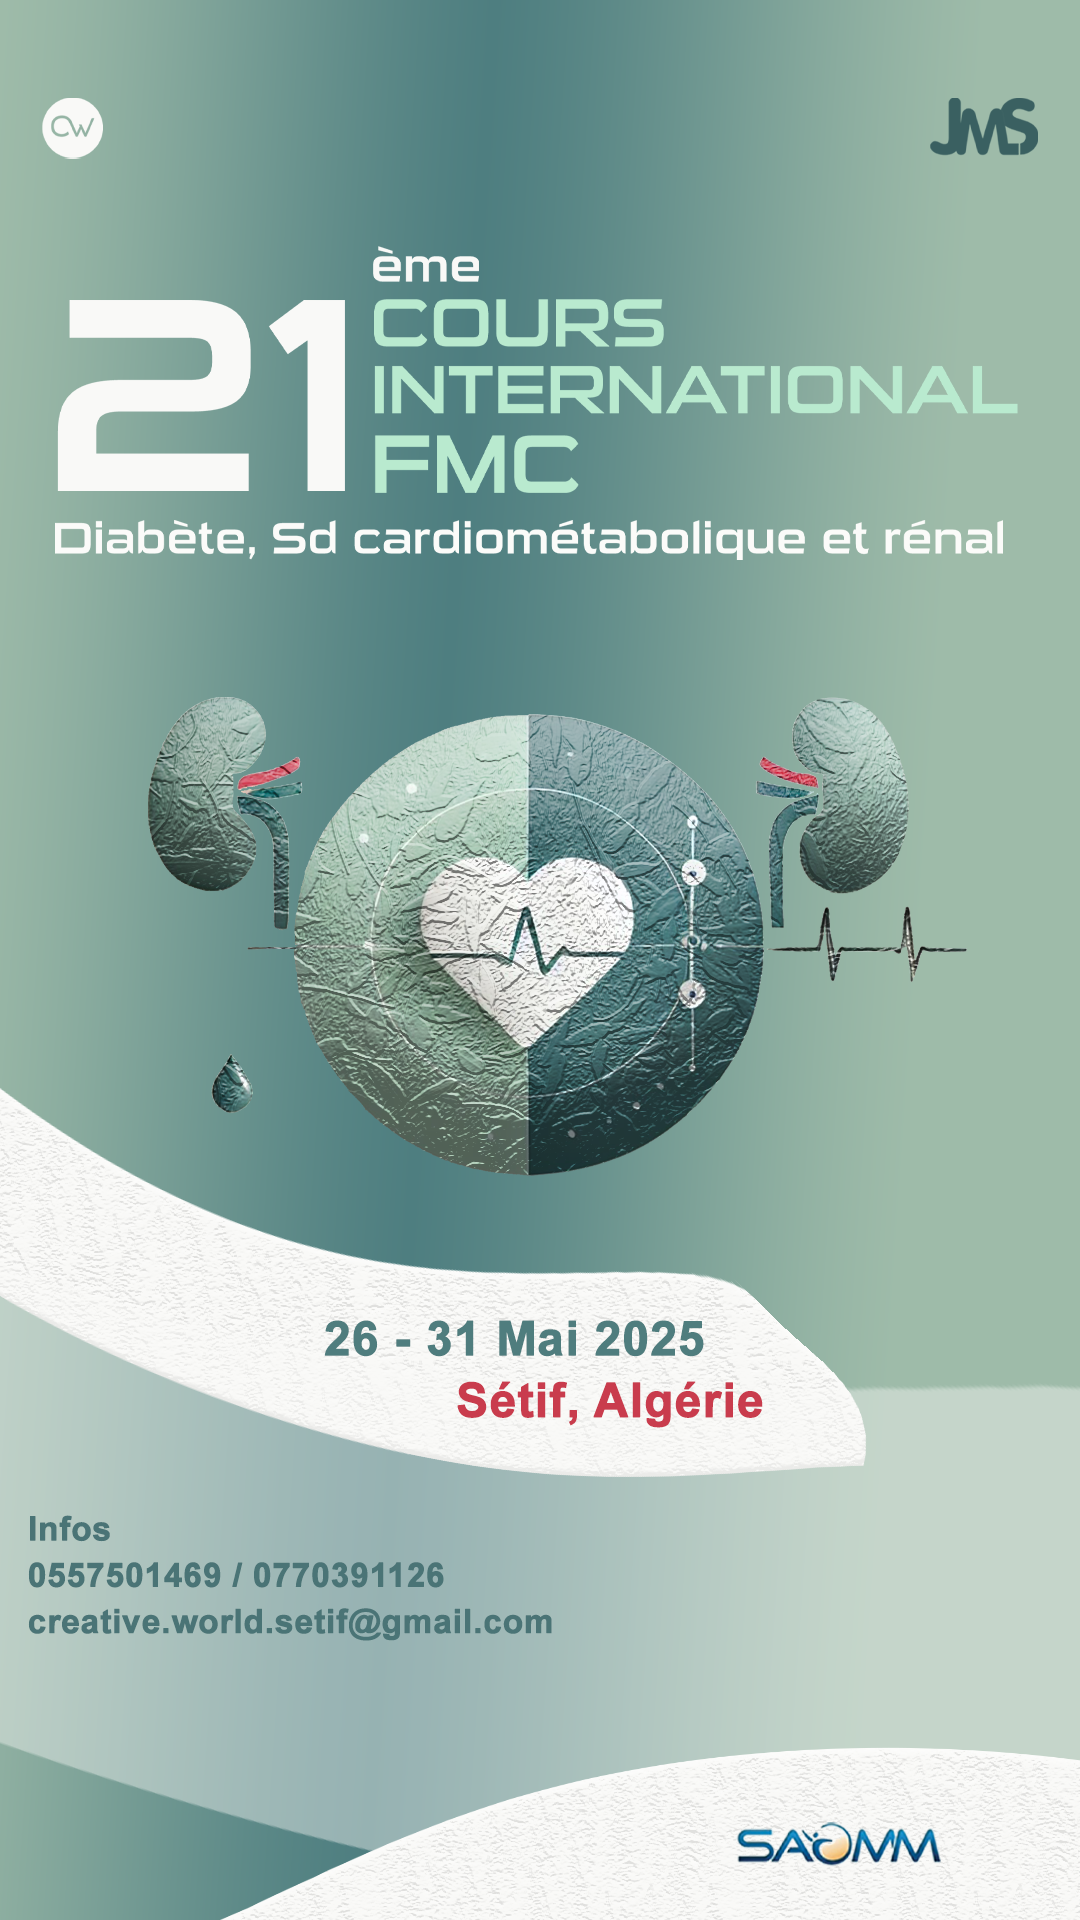 CW
JMS
21
ème
COURS
INTERNATIONAL
FMC
Diabète, Sd cardiométabolique et rénal
26 - 31 Mai 2025
Sétif, Algérie
Infos
0557501469 / 0770391126
creative.world.setif@gmail.com
SAOMM